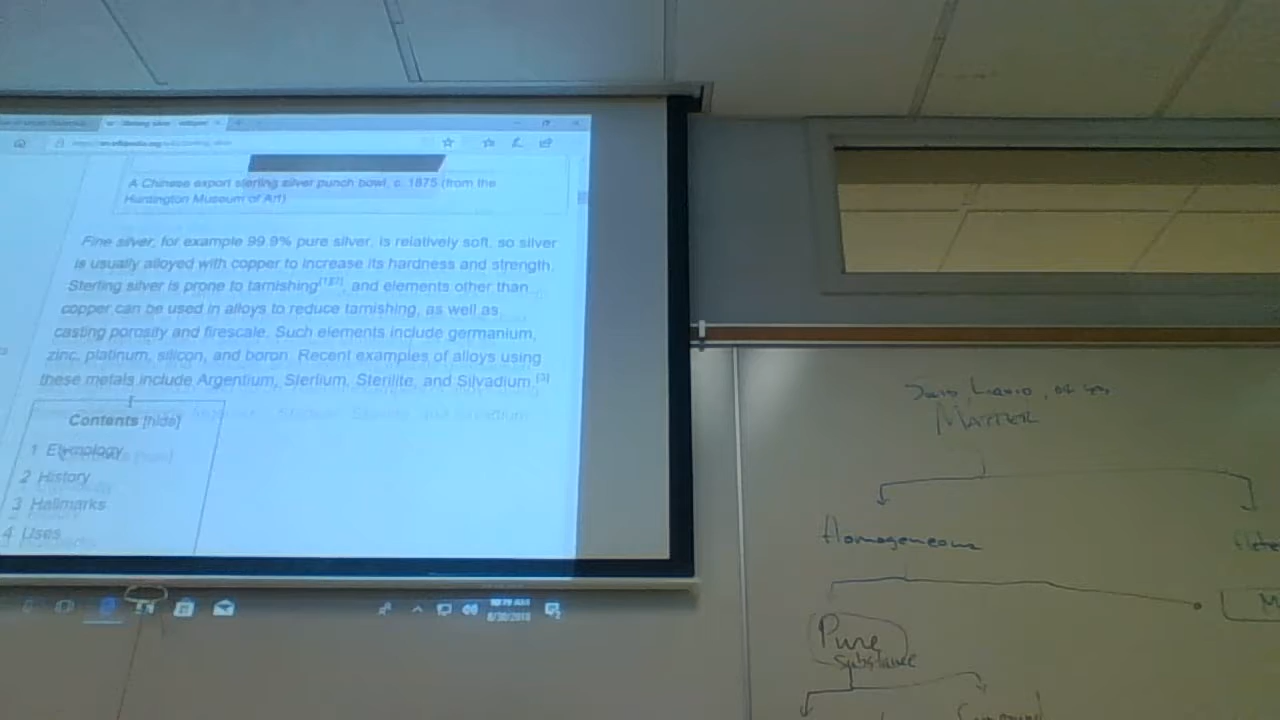 A Chinese export sterling silver punch bowl, c. 1875 (from the
Huntington Museum of Art)
Fine silver, for example 99.9% pure silver, is relatively soft, so silver
is usually alloyed with copper to increase its hardness and strength.
Sterling silver is prone to tarnishing, and elements other than
copper can be used in alloys to reduce tarnishing, as well as
casting porosity and firescale. Such elements include germanium,
zinc, platinum, silicon, and boron. Recent examples of alloys using
these metals include Argentium, Sterlium, Sterilite, and Silvadium.[3]
Contents [hide]
1 Etymology
2 History
3 Hallmarks
4 Uses
8/30/2018
MATTER
Homogeneous
Pure
substance
Compound